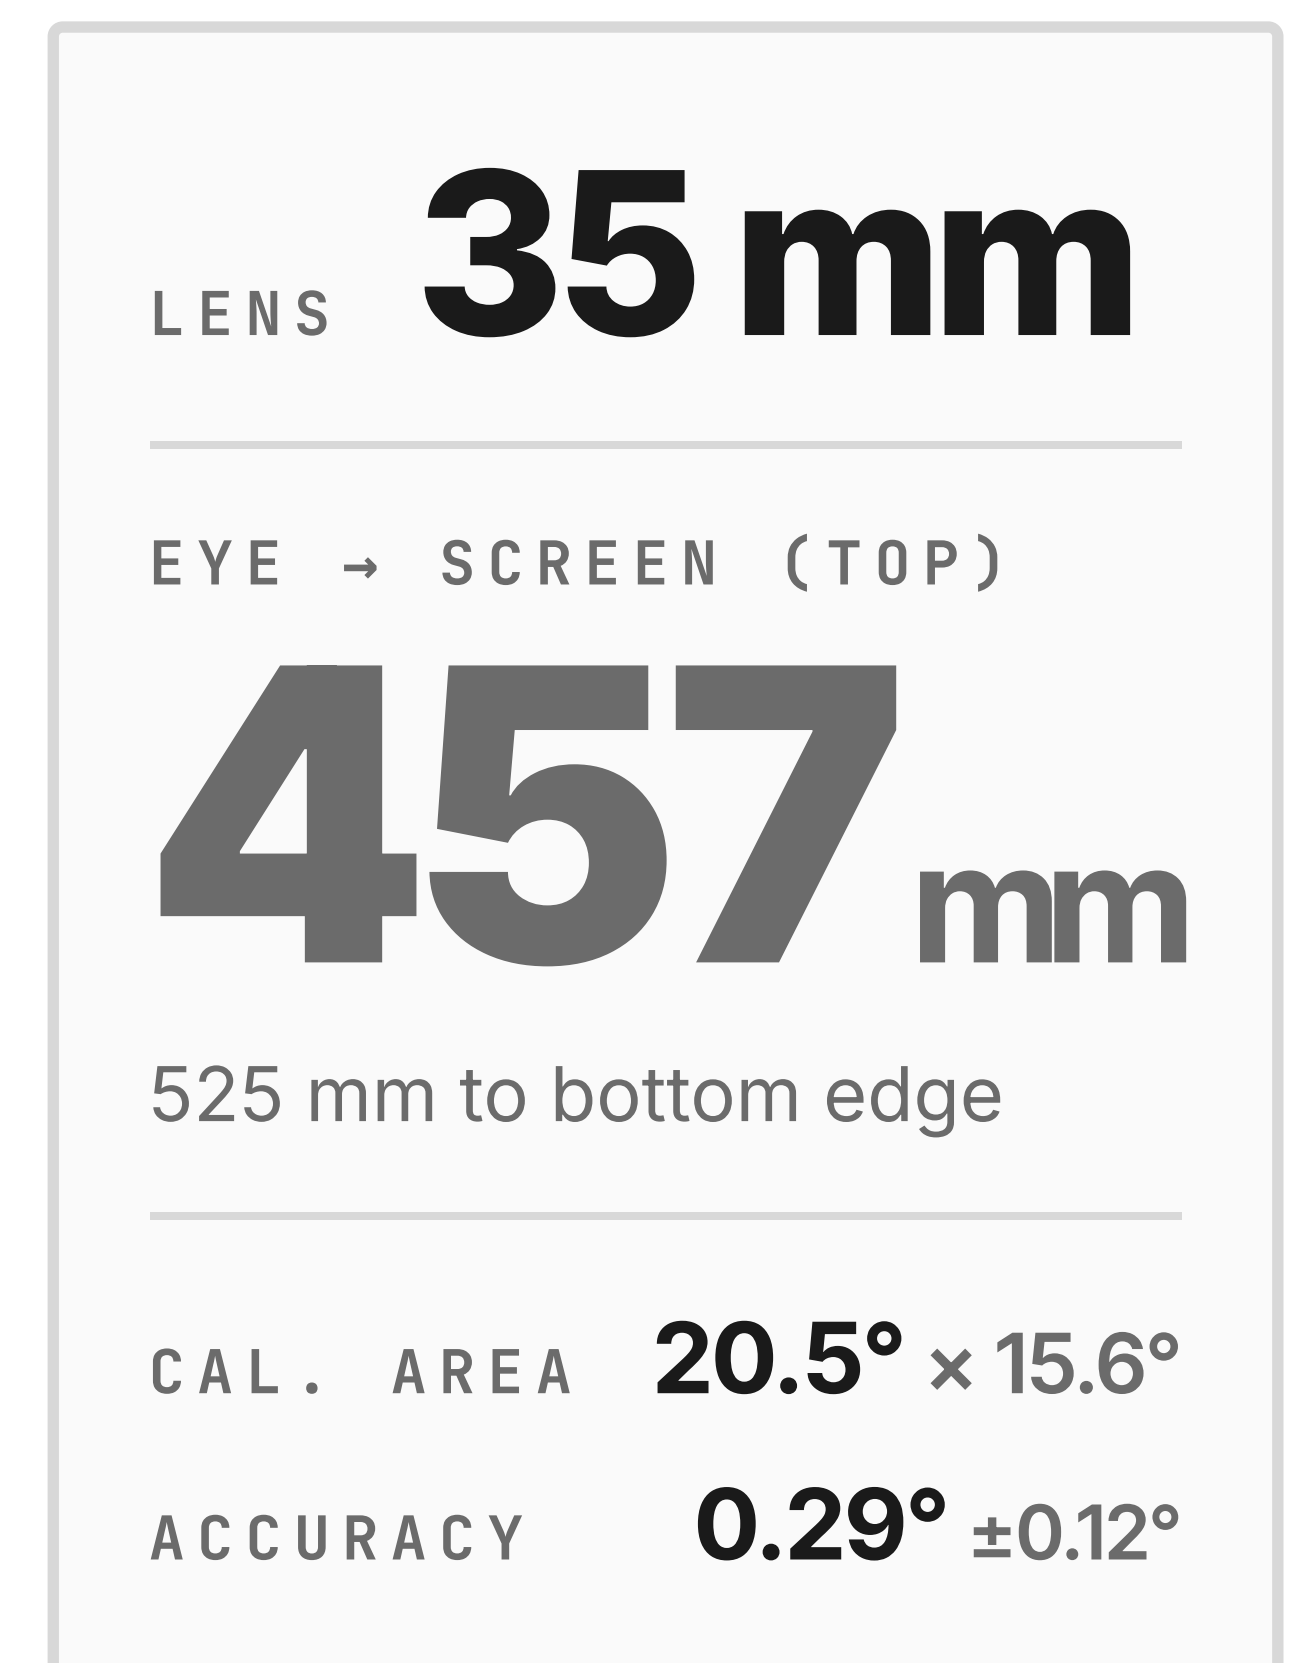 LENS 35 mm
EYE → SCREEN (TOP)
457 mm
525 mm to bottom edge
CAL. AREA 20.5° × 15.6°
ACCURACY 0.29° ±0.12°